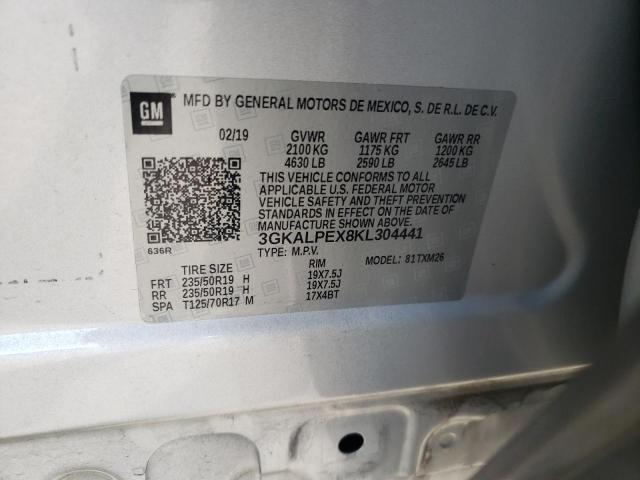 GM
MFD BY GENERAL MOTORS DE MEXICO, S. DE R.L. DE C.V.
02/19 GVWR GAWR FRT GAWR RR
2100 KG 1175 KG 1200 KG
4630 LB 2590 LB 2645 LB
THIS VEHICLE CONFORMS TO ALL
APPLICABLE U.S. FEDERAL MOTOR
VEHICLE SAFETY AND THEFT PREVENTION
STANDARDS IN EFFECT ON THE DATE OF
MANUFACTURE SHOWN ABOVE.
3GKALPEX8KL304441
636R TYPE: M.P.V. MODEL: 81TXM26
TIRE SIZE RIM
FRT 235/50R19 H 19X7.5J
RR 235/50R19 H 19X7.5J
SPA T125/70R17 M 17X4BT